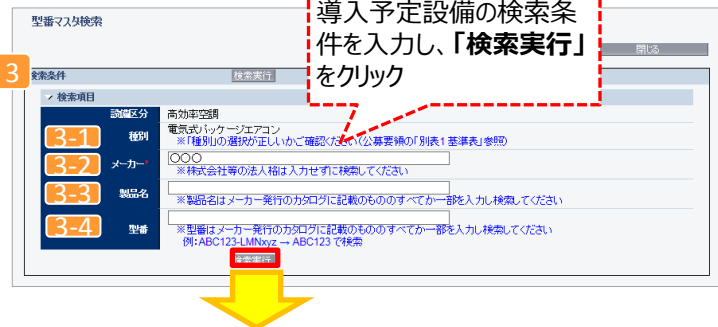 型番マスタ検索
導入予定設備の検索条
件を入力し、「検索実行」
をクリック
閉じる
3
検索条件
検索実行
検索項目
設備区分
高効率空調
3-1
種別
電気式パッケージエアコン
※「種別」の選択が正しいかご確認ください(公募要領の「別表1 基準表」参照)
3-2
メーカー*
〇〇〇
※株式会社等の法人格は入力せずに検索してください
3-3
製品名
※製品名はメーカー発行のカタログに記載のもののすべてか一部を入力し検索してください
3-4
型番
※型番はメーカー発行のカタログに記載のもののすべてか一部を入力し検索してください
例:ABC123-LMNxyz → ABC123 で検索
検索実行